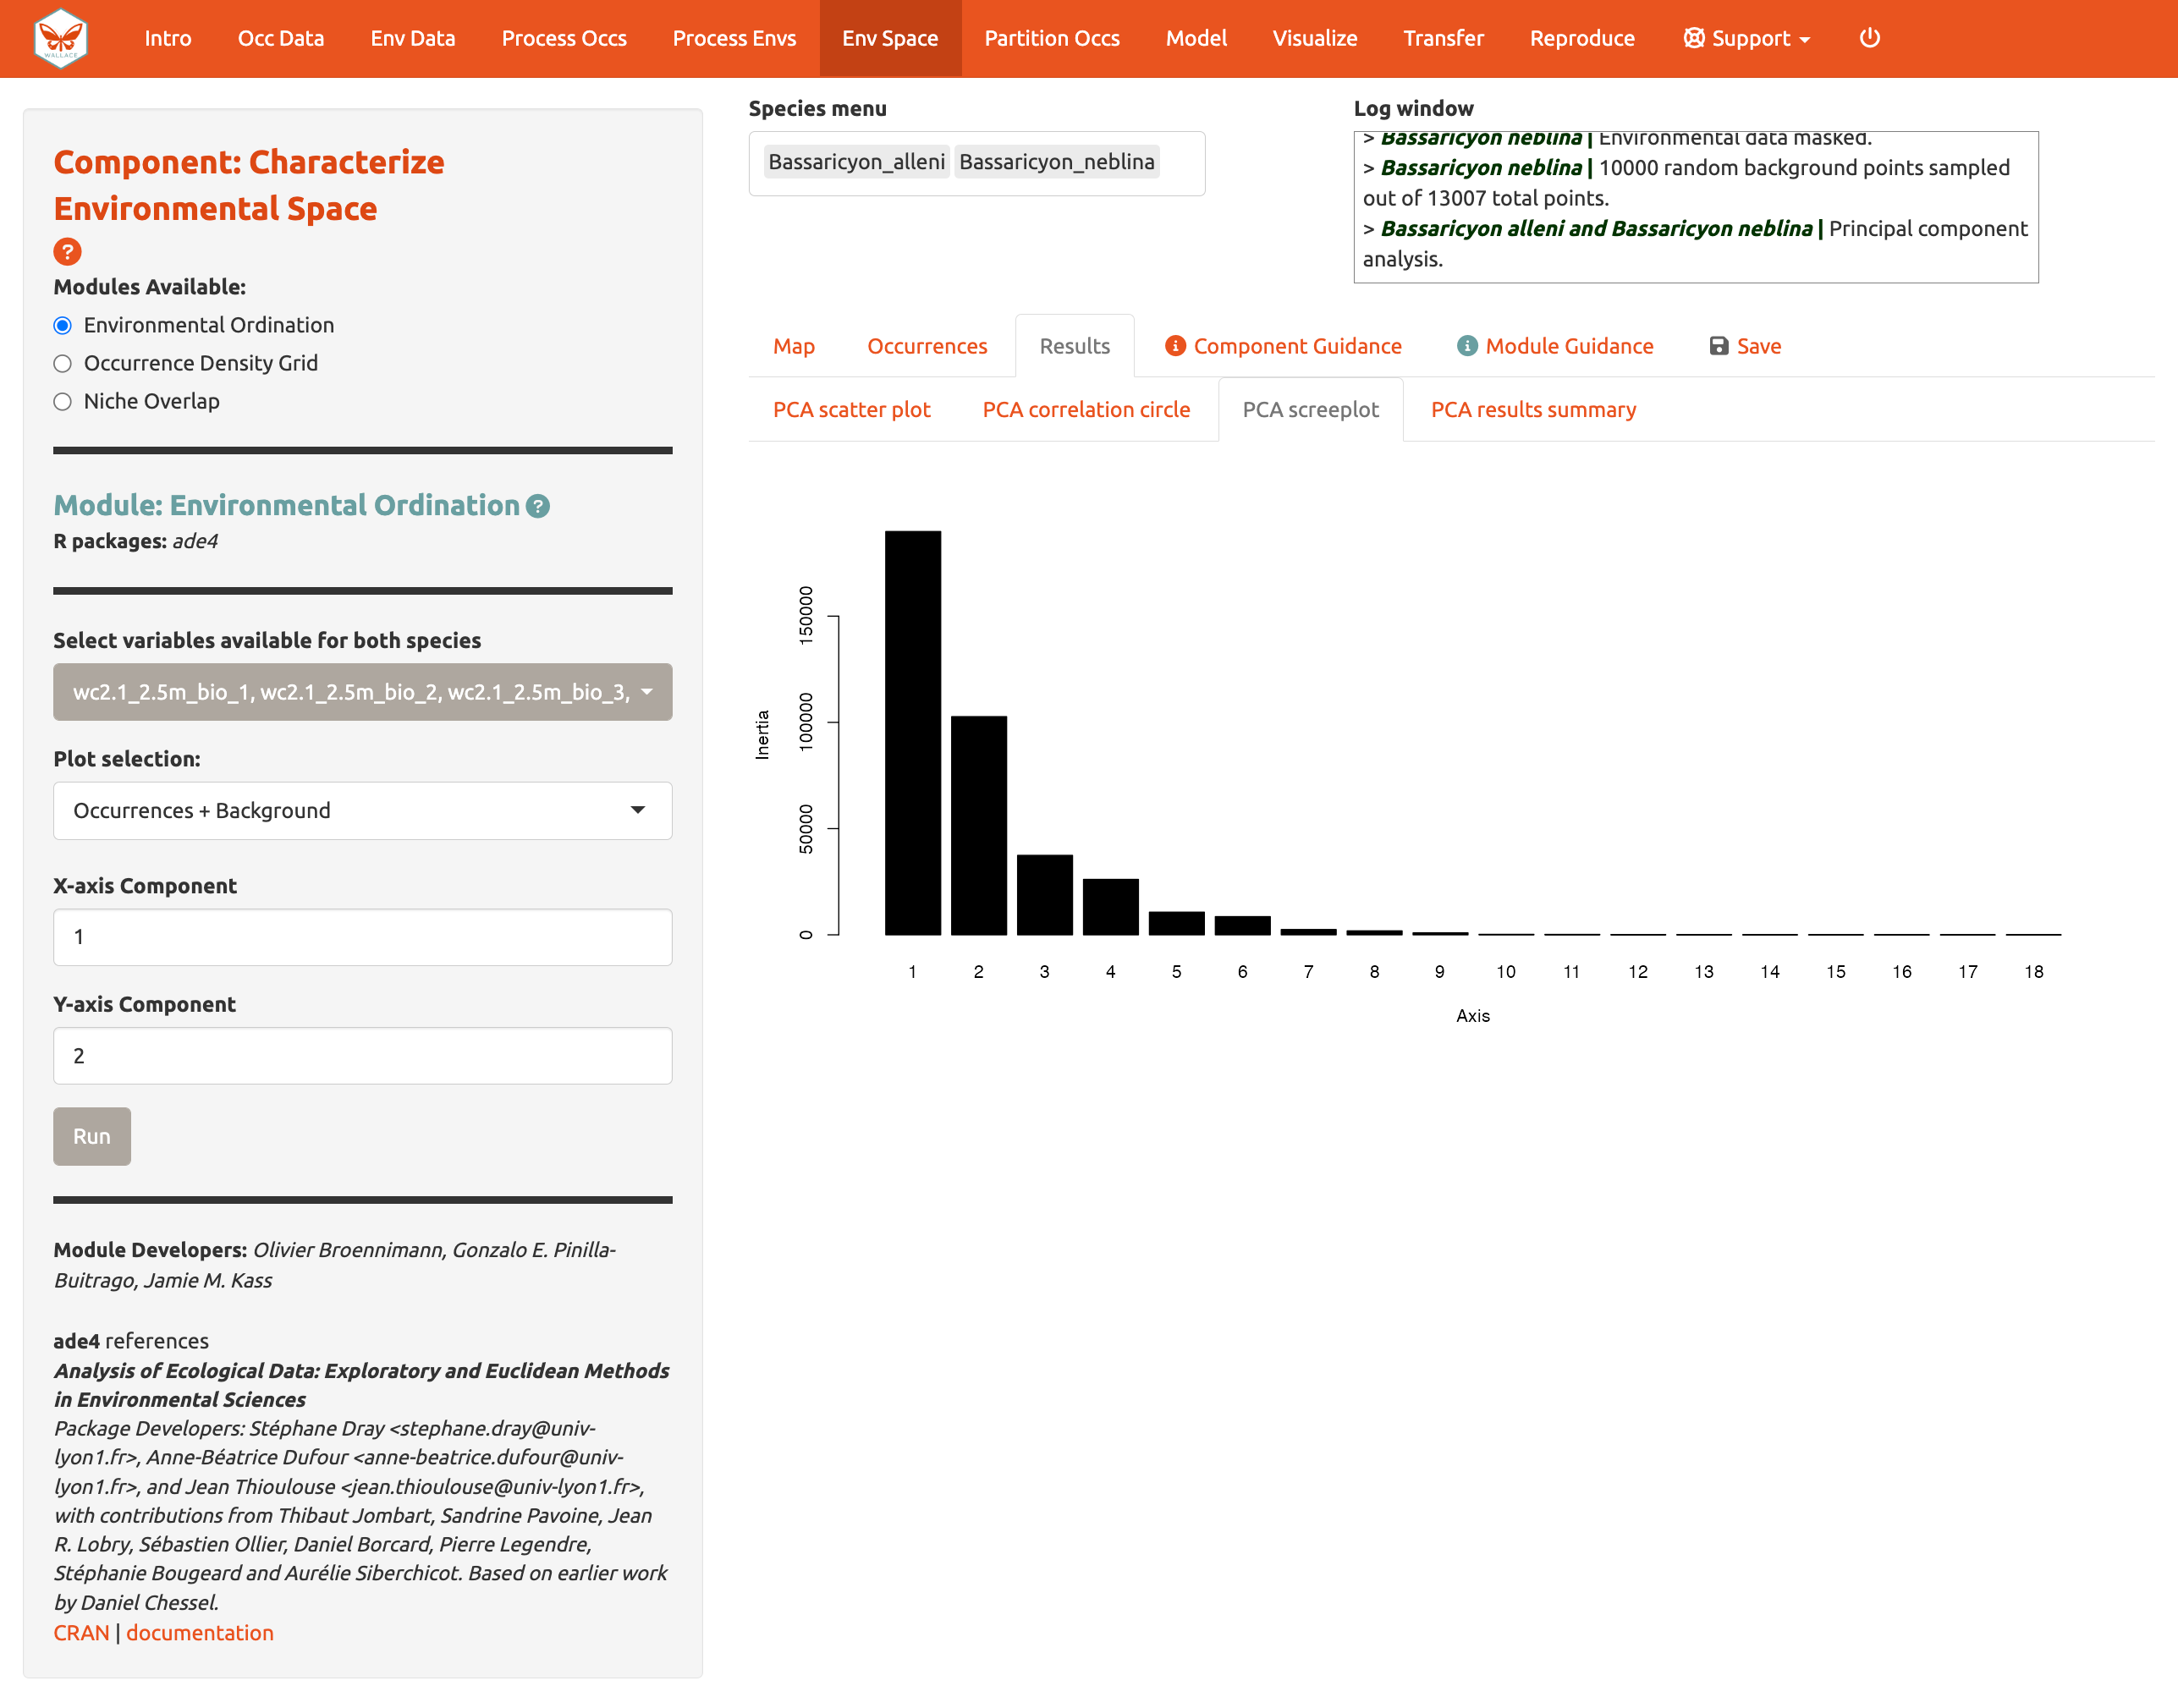 WALLACE
Intro
Occ Data
Env Data
Process Occs
Process Envs
Env Space
Partition Occs
Model
Visualize
Transfer
Reproduce
Support
Component: Characterize
Environmental Space
?
Modules Available:
Environmental Ordination
Occurrence Density Grid
Niche Overlap
Module: Environmental Ordination ?
R packages: ade4
Select variables available for both species
wc2.1_2.5m_bio_1, wc2.1_2.5m_bio_2, wc2.1_2.5m_bio_3,
Plot selection:
Occurrences + Background
X-axis Component
1
Y-axis Component
2
Run
Module Developers: Olivier Broennimann, Gonzalo E. Pinilla-
Buitrago, Jamie M. Kass
ade4 references
Analysis of Ecological Data: Exploratory and Euclidean Methods
in Environmental Sciences
Package Developers: Stéphane Dray <stephane.dray@univ-
lyon1.fr>, Anne-Béatrice Dufour <anne-beatrice.dufour@univ-
lyon1.fr>, and Jean Thioulouse <jean.thioulouse@univ-lyon1.fr>,
with contributions from Thibaut Jombart, Sandrine Pavoine, Jean
R. Lobry, Sébastien Ollier, Daniel Borcard, Pierre Legendre,
Stéphanie Bougeard and Aurélie Siberchicot. Based on earlier work
by Daniel Chessel.
CRAN | documentation
Species menu
Bassaricyon_alleni Bassaricyon_neblina
Log window
> Bassaricyon neblina | Environmental data masked.
> Bassaricyon neblina | 10000 random background points sampled
out of 13007 total points.
> Bassaricyon alleni and Bassaricyon neblina | Principal component
analysis.
Map
Occurrences
Results
Component Guidance
Module Guidance
Save
PCA scatter plot
PCA correlation circle
PCA screeplot
PCA results summary
Inertia
150000
100000
50000
0
1 2 3 4 5 6 7 8 9 10 11 12 13 14 15 16 17 18
Axis